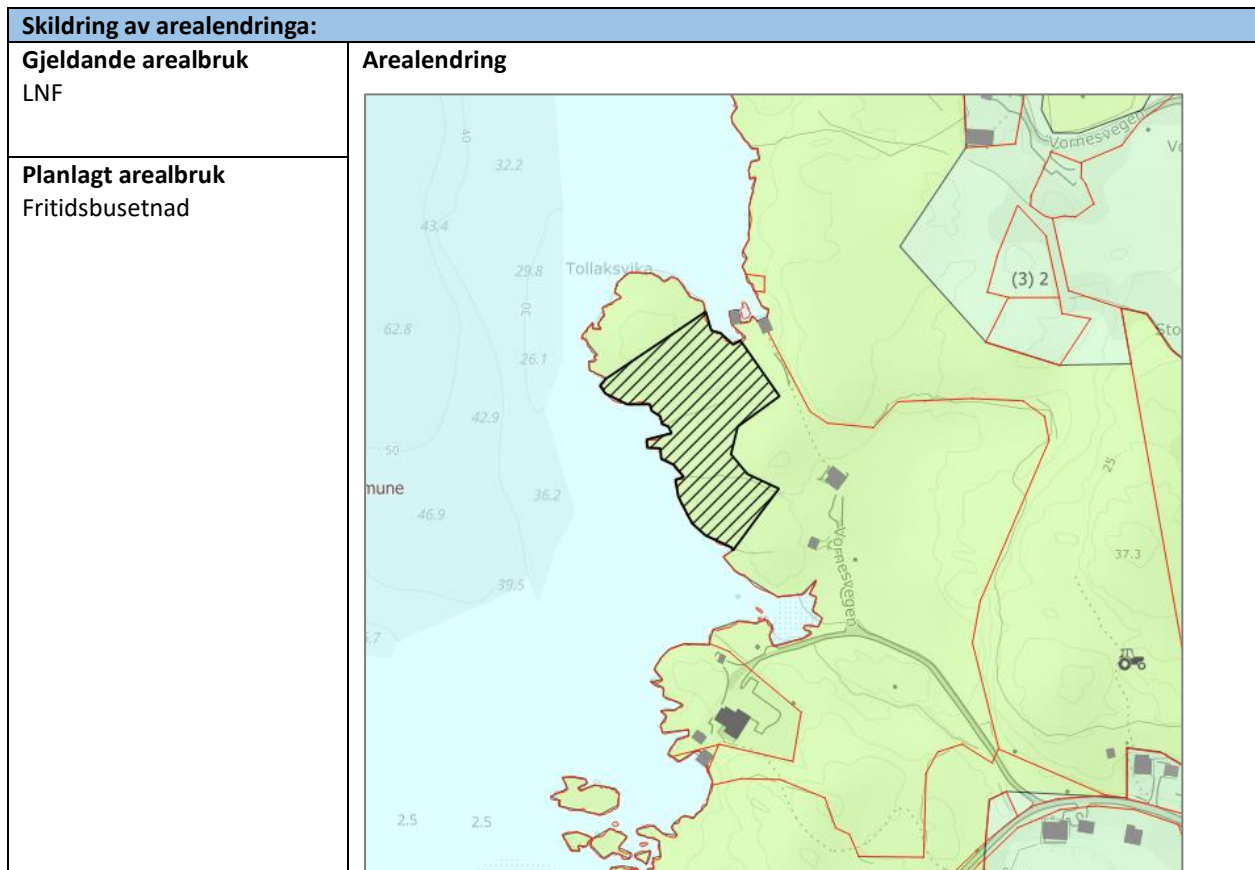 Skildring av arealendringa:
Gjeldande arealbruk
LNF
Planlagt arealbruk
Fritidsbusetnad
Arealendring
40
Vornesvegen
32.2
43,4
29.8
Tollaksvika
(3) 2
30
62.8
Sto
26.1
42.9
50
mune
36.2
25
46.9
Vornesvegen
37.3
39,5
2.5
2.5